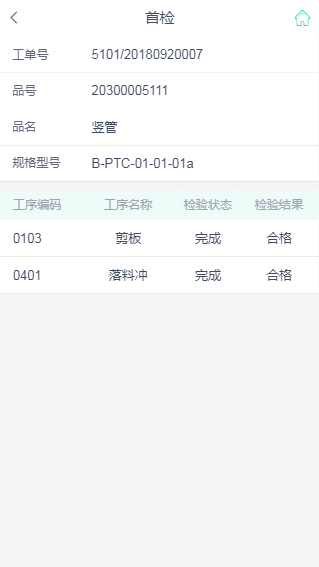 首检
工单号 5101/20180920007
品号 20300005111
品名 竖管
规格型号 B-PTC-01-01-01a
工序编码 工序名称 检验状态 检验结果
0103 剪板 完成 合格
0401 落料冲 完成 合格